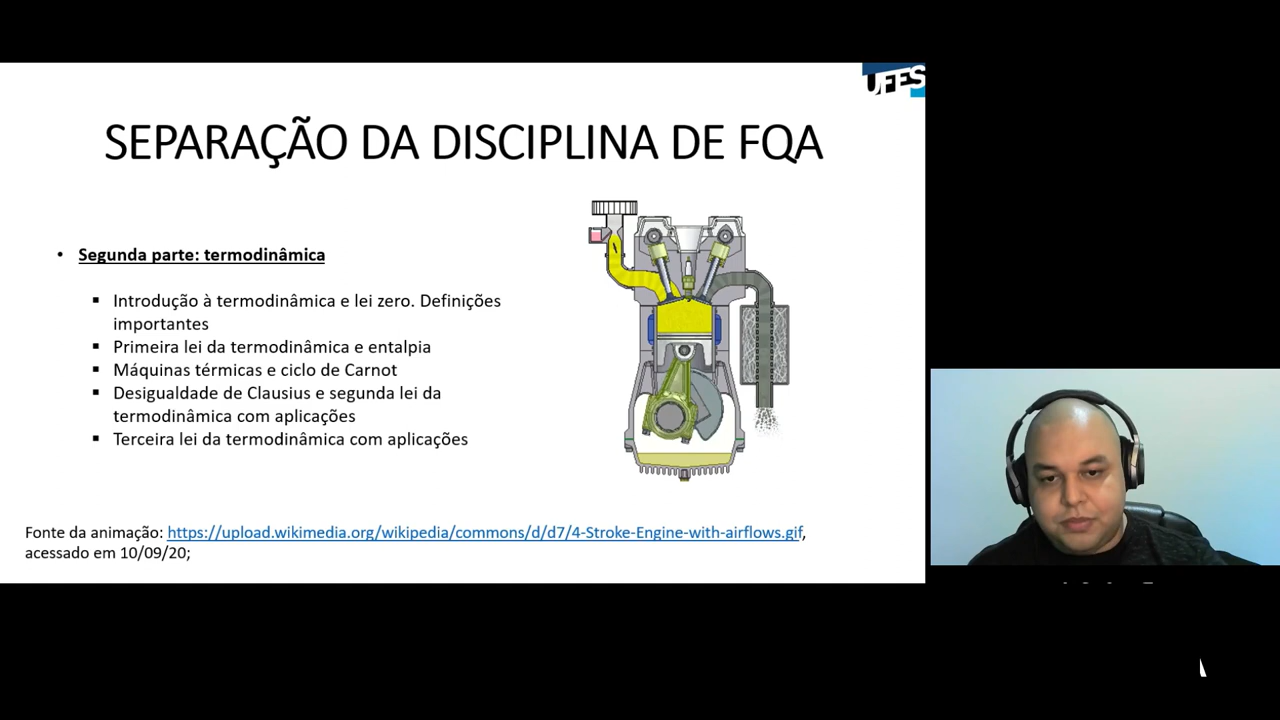 UFES
SEPARAÇÃO DA DISCIPLINA DE FQA
• Segunda parte: termodinâmica
▪ Introdução à termodinâmica e lei zero. Definições
importantes
▪ Primeira lei da termodinâmica e entalpia
▪ Máquinas térmicas e ciclo de Carnot
▪ Desigualdade de Clausius e segunda lei da
termodinâmica com aplicações
▪ Terceira lei da termodinâmica com aplicações
Fonte da animação: https://upload.wikimedia.org/wikipedia/commons/d/d7/4-Stroke-Engine-with-airflows.gif,
acessado em 10/09/20;